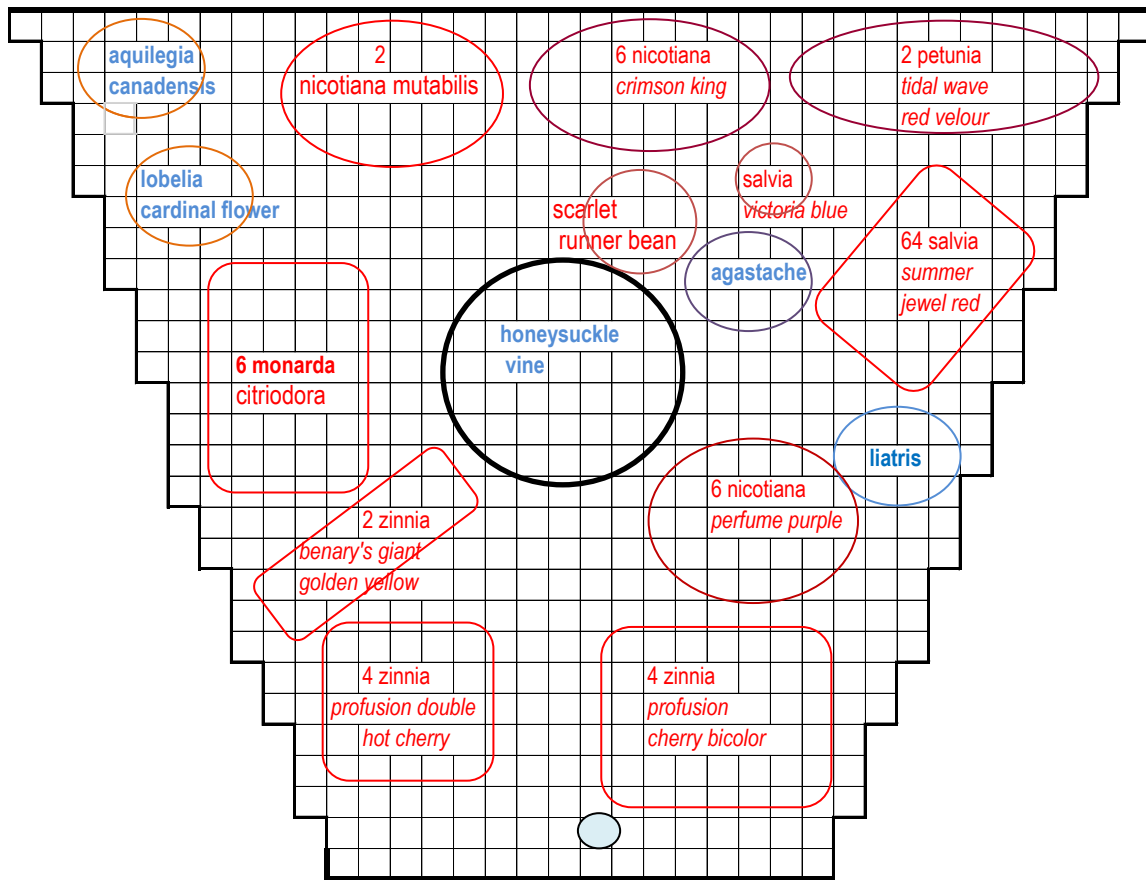 aquilegia
canadensis
2
nicotiana mutabilis
6 nicotiana
crimson king
2 petunia
tidal wave
red velour
lobelia
cardinal flower
scarlet
runner bean
salvia
victoria blue
agastache
64 salvia
summer
jewel red
honeysuckle
vine
6 monarda
citriodora
liatris
2 zinnia
benary's giant
golden yellow
6 nicotiana
perfume purple
4 zinnia
profusion double
hot cherry
4 zinnia
profusion
cherry bicolor